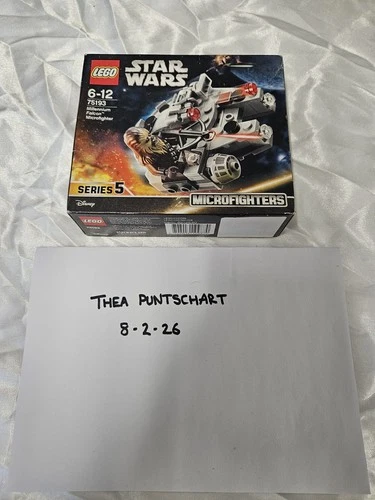 LEGO
STAR
WARS
6-12
75193
Millennium
Falcon
Microfighter
SERIES 5
Disney
MICROFIGHTERS
LEGO
THEA PUNTSCHART
8-2-26